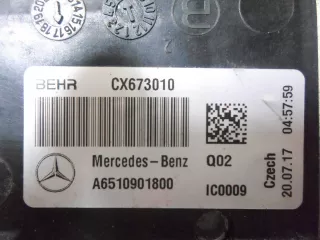 BEHR CX673010
Mercedes-Benz Q02
A6510901800 IC0009
Czech 04:57:59
20.07.17